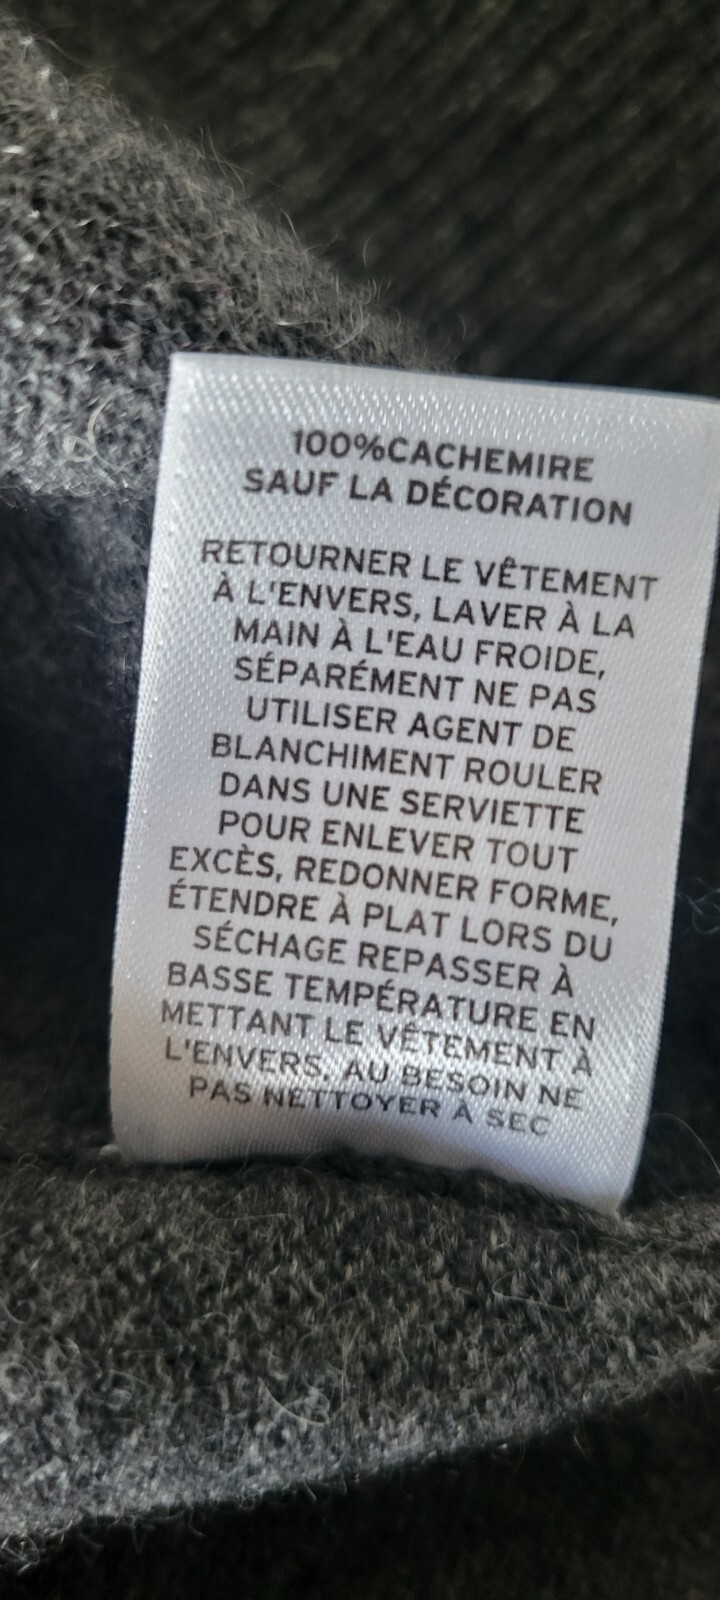 100%CACHEMIRE
SAUF LA DÉCORATION
RETOURNER LE VÊTEMENT
À L'ENVERS, LAVER À LA
MAIN À L'EAU FROIDE,
SÉPARÉMENT NE PAS
UTILISER AGENT DE
BLANCHIMENT ROULER
DANS UNE SERVIETTE
POUR ENLEVER TOUT
EXCÈS, REDONNER FORME,
ÉTENDRE À PLAT LORS DU
SÉCHAGE REPASSER À
BASSE TEMPÉRATURE EN
METTANT LE VÊTEMENT À
L'ENVERS, AU BESOIN NE
PAS NETTOYER À SEC